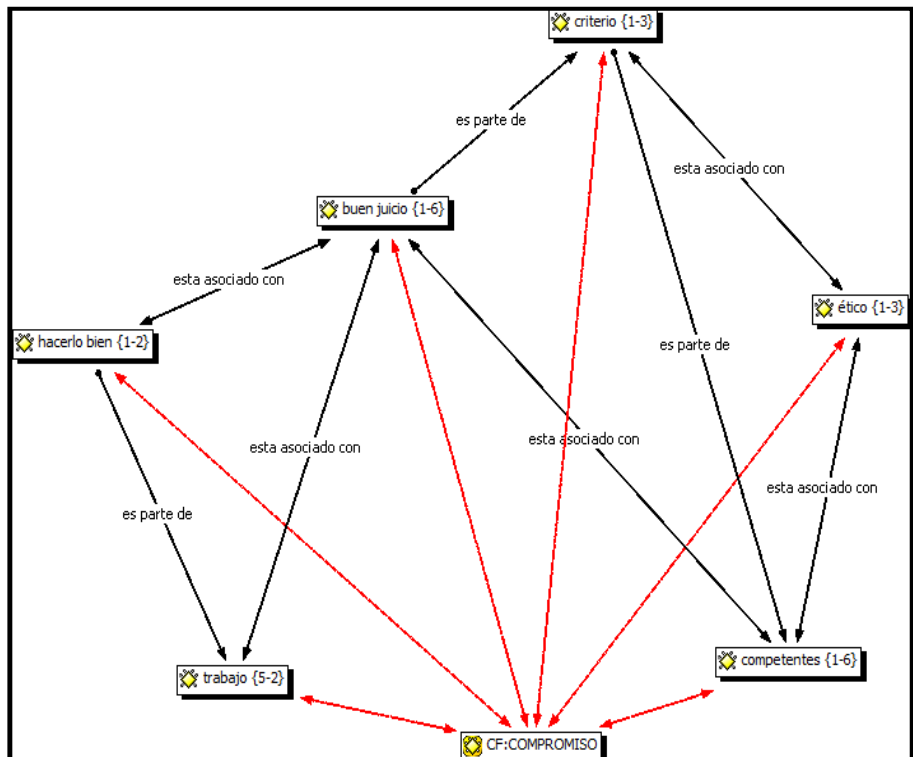 criterio {1-3}
es parte de
esta asociado con
buen juicio {1-6}
esta asociado con
ético {1-3}
hacerlo bien {1-2}
es parte de
esta asociado con
esta asociado con
esta asociado con
es parte de
competentes {1-6}
trabajo {5-2}
CF:COMPROMISO